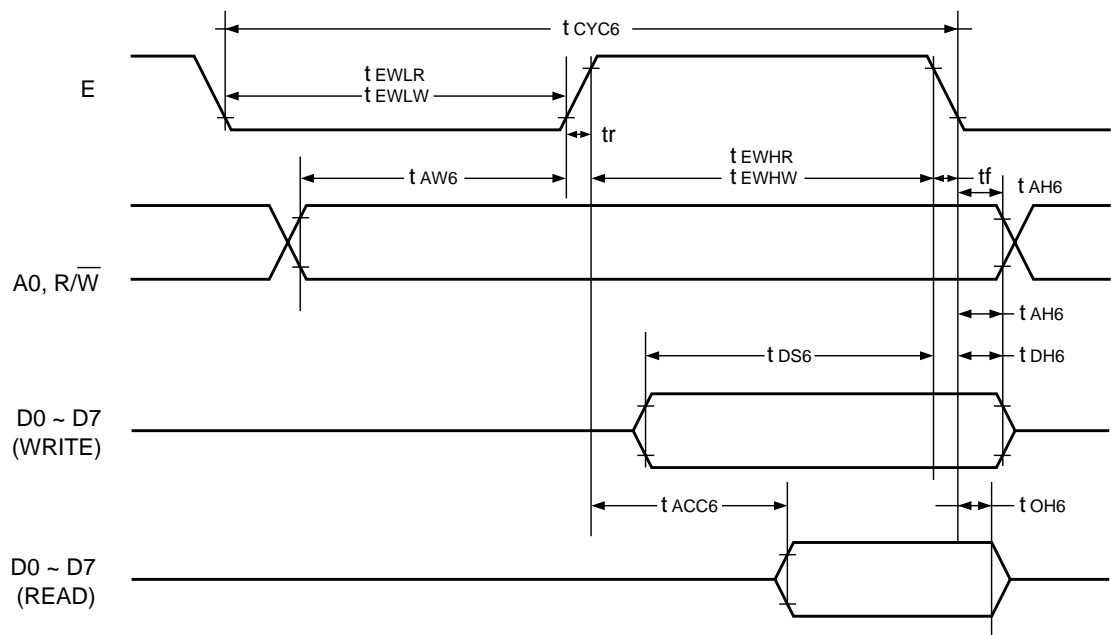 t CYC6
E
t EWLR
t EWLW
tr
t EWHR
t EWHW
tf
t AW6
t AH6
A0, R/W̅
t AH6
t DS6
t DH6
D0 ~ D7
(WRITE)
t ACC6
t OH6
D0 ~ D7
(READ)